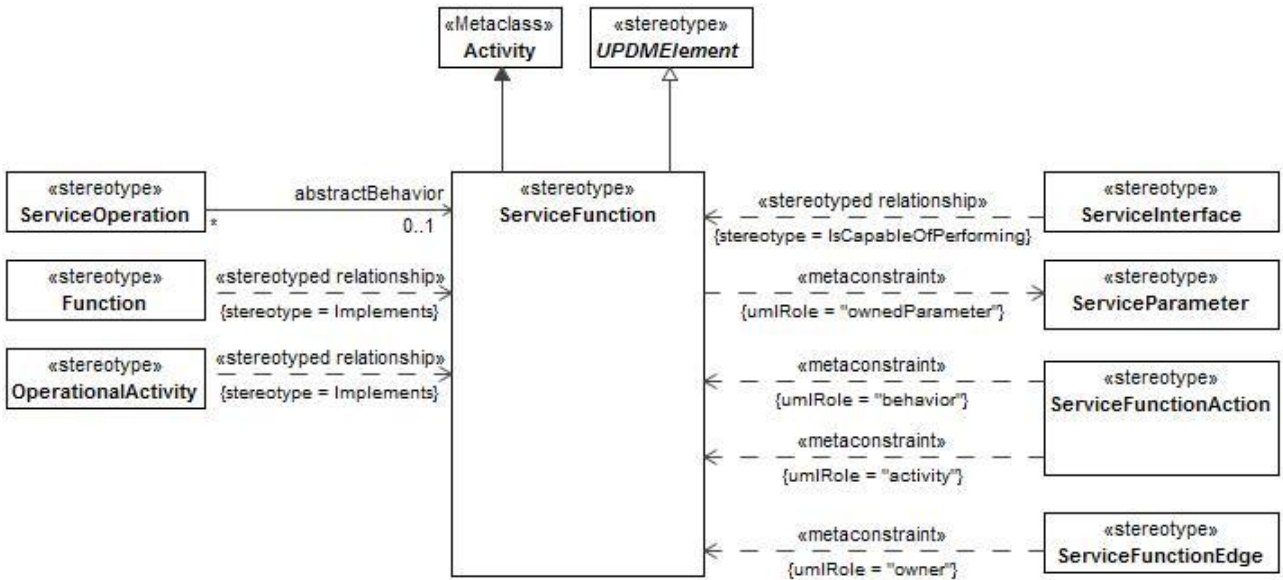 «Metaclass»
Activity
«stereotype»
UPDMElement
«stereotype»
ServiceOperation
abstractBehavior
*
0..1
«stereotype»
Function
«stereotyped relationship»
{stereotype = Implements}
«stereotype»
OperationalActivity
«stereotyped relationship»
{stereotype = Implements}
«stereotype»
ServiceFunction
«stereotyped relationship»
{stereotype = IsCapableOfPerforming}
«stereotype»
ServiceInterface
«metaconstraint»
{umlRole = "ownedParameter"}
«stereotype»
ServiceParameter
«metaconstraint»
{umlRole = "behavior"}
«stereotype»
ServiceFunctionAction
«metaconstraint»
{umlRole = "activity"}
«metaconstraint»
{umlRole = "owner"}
«stereotype»
ServiceFunctionEdge